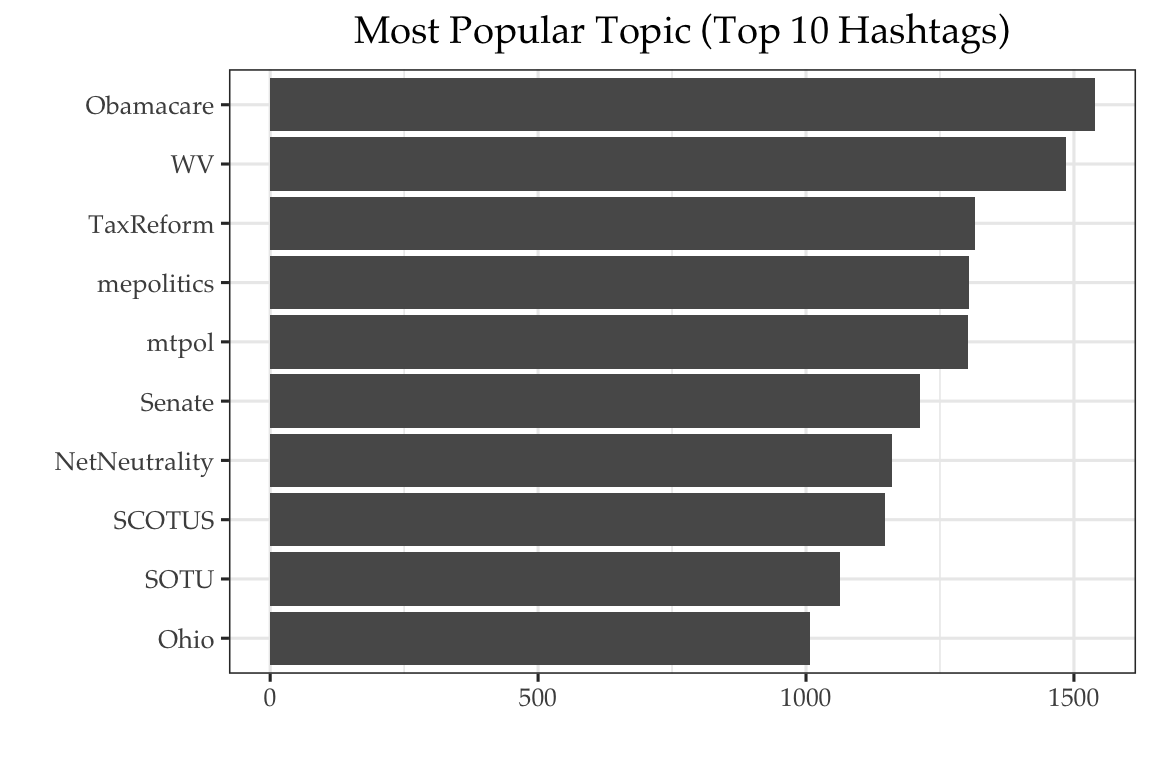 Most Popular Topic (Top 10 Hashtags)
Obamacare
WV
TaxReform
mepolitics
mtpol
Senate
NetNeutrality
SCOTUS
SOTU
Ohio
0 500 1000 1500